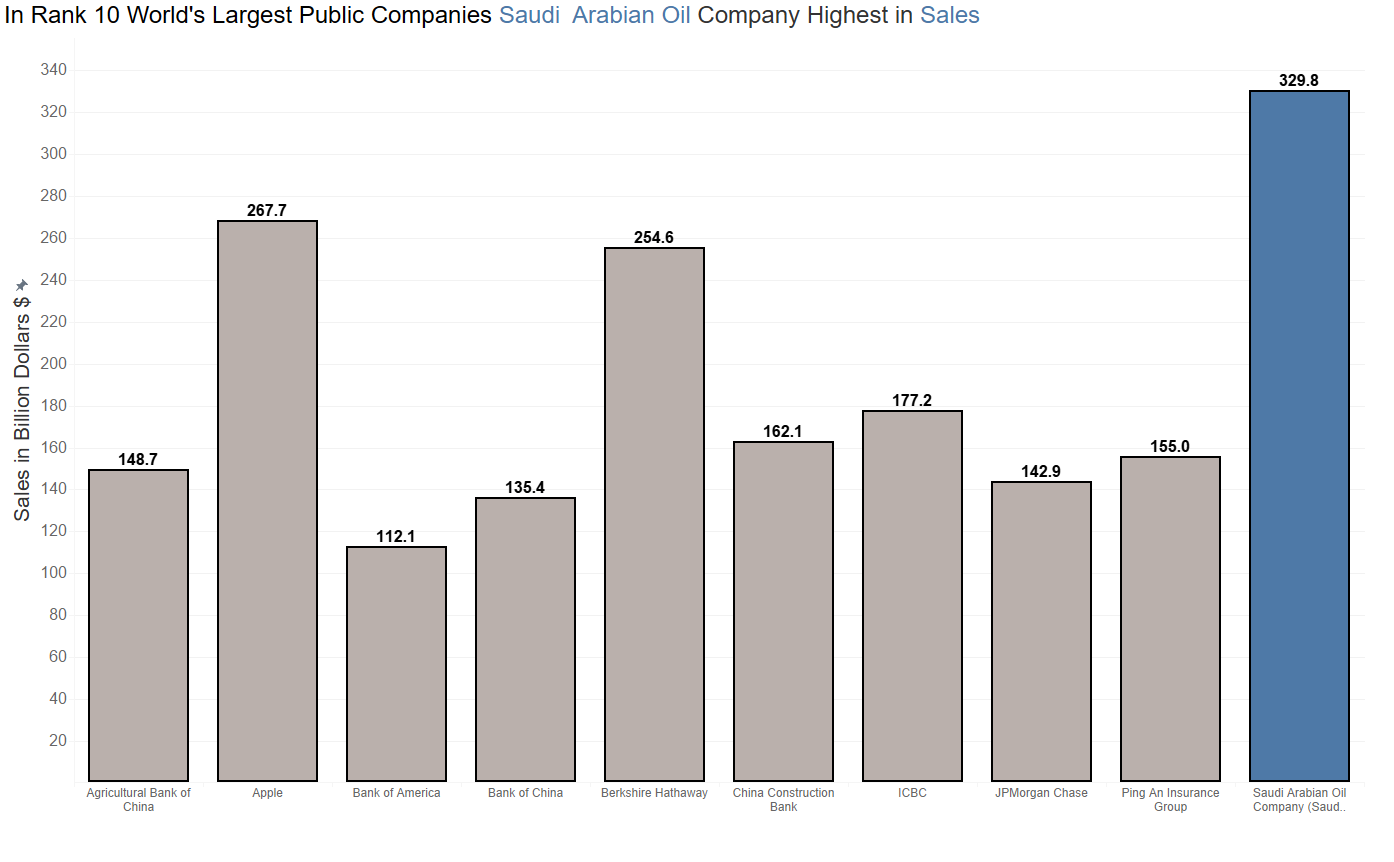 In Rank 10 World's Largest Public Companies Saudi  Arabian Oil Company Highest in Sales
Sales in Billion Dollars $
340
320
300
280
260
240
220
200
180
160
140
120
100
80
60
40
20
148.7
267.7
112.1
135.4
254.6
162.1
177.2
142.9
155.0
329.8
Agricultural Bank of
China
Apple
Bank of America
Bank of China
Berkshire Hathaway
China Construction
Bank
ICBC
JPMorgan Chase
Ping An Insurance
Group
Saudi Arabian Oil
Company (Saud..